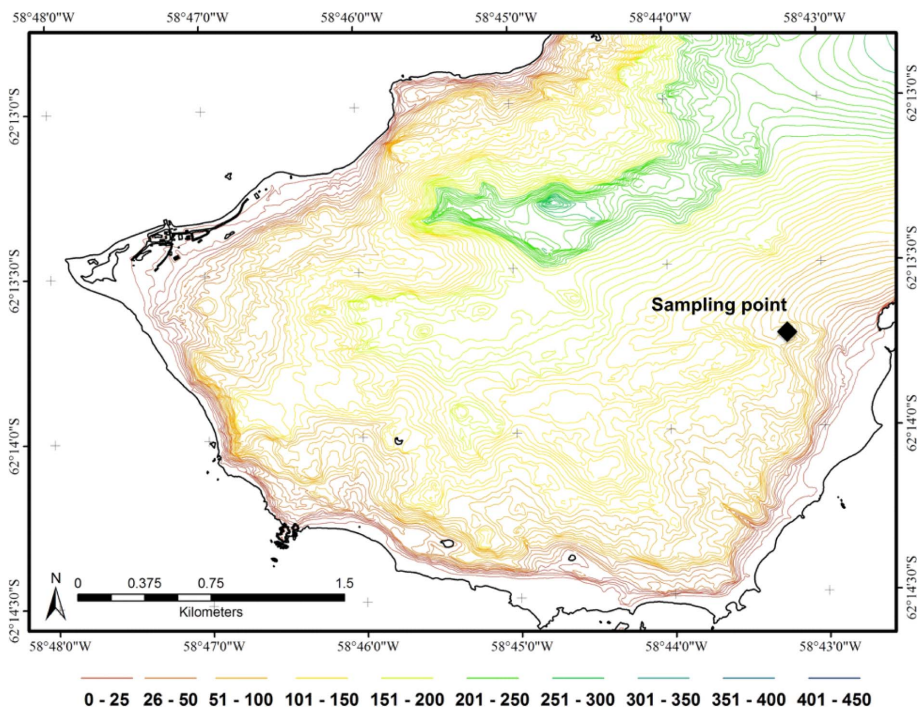 58°48'0"W 58°47'0"W 58°46'0"W 58°45'0"W 58°44'0"W 58°43'0"W
62°13'0"S
62°13'0"S
62°13'30"S
62°13'30"S
Sampling point
62°14'0"S
62°14'0"S
N
0 0.375 0.75 1.5
Kilometers
62°14'30"S
62°14'30"S
58°48'0"W 58°47'0"W 58°46'0"W 58°45'0"W 58°44'0"W 58°43'0"W
0 - 25 26 - 50 51 - 100 101 - 150 151 - 200 201 - 250 251 - 300 301 - 350 351 - 400 401 - 450